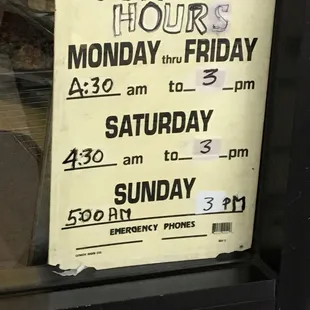 HOURS
MONDAY thru FRIDAY
4:30 am to 3 pm
SATURDAY
4:30 am to 3 pm
SUNDAY
5:00 AM 3 PM
EMERGENCY PHONES